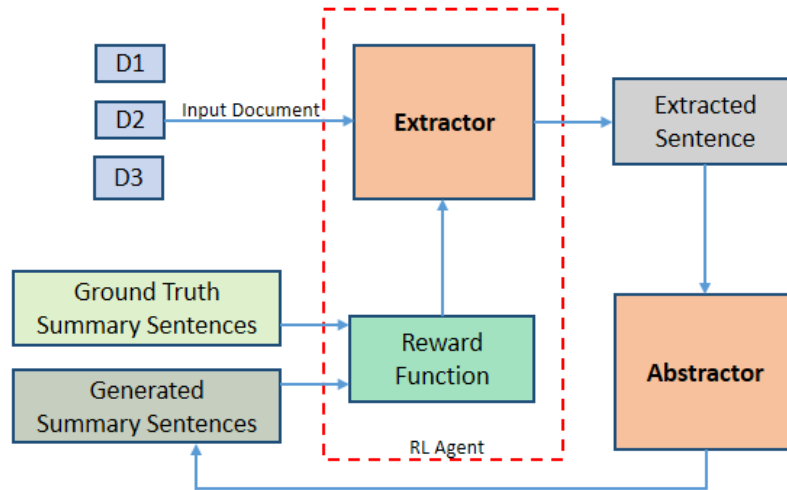 D1
D2
D3
Input Document
Extractor
Extracted
Sentence
Ground Truth
Summary Sentences
Reward
Function
Generated
Summary Sentences
Abstractor
RL Agent